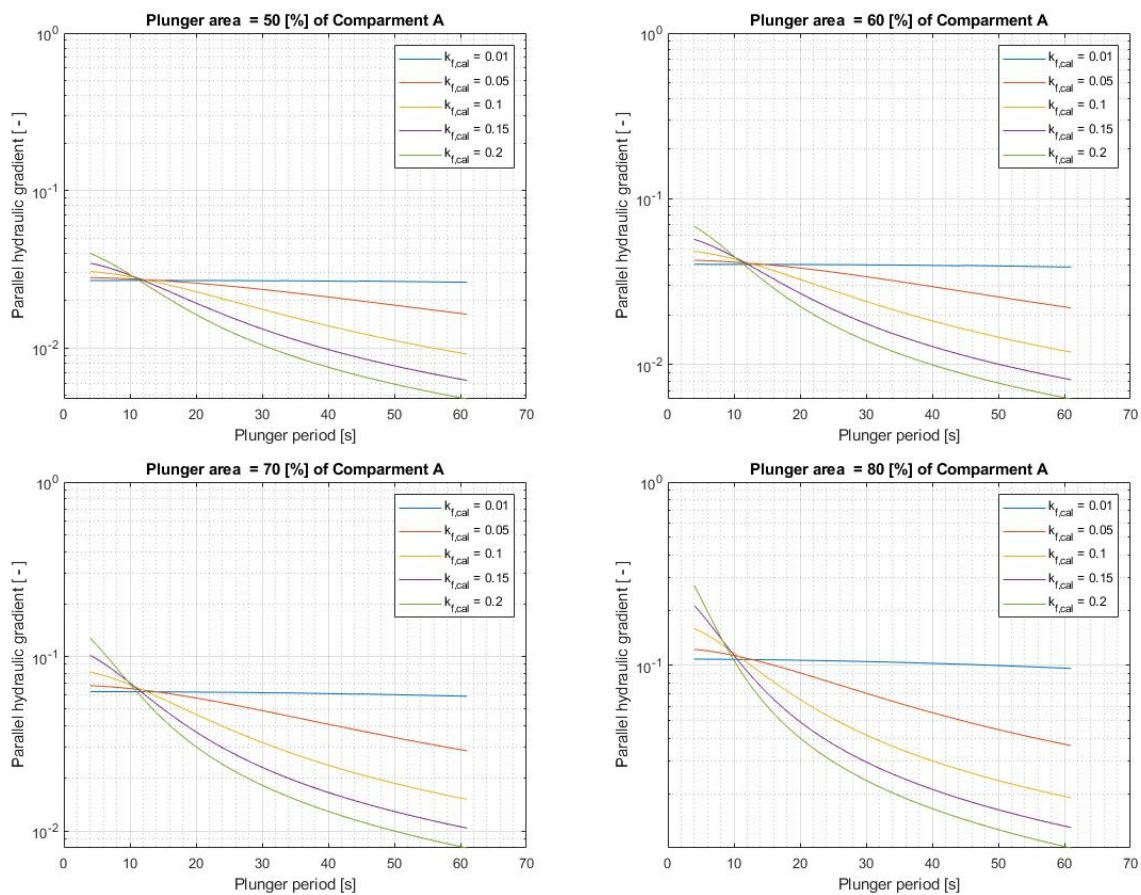 Plunger area = 50 [%] of Comparment A
Parallel hydraulic gradient [ - ]
10^0
10^-1
10^-2
k_f,cal = 0.01
k_f,cal = 0.05
k_f,cal = 0.1
k_f,cal = 0.15
k_f,cal = 0.2
0 10 20 30 40 50 60 70
Plunger period [s]
Plunger area = 60 [%] of Comparment A
Parallel hydraulic gradient [ - ]
10^0
10^-1
10^-2
k_f,cal = 0.01
k_f,cal = 0.05
k_f,cal = 0.1
k_f,cal = 0.15
k_f,cal = 0.2
0 10 20 30 40 50 60 70
Plunger period [s]
Plunger area = 70 [%] of Comparment A
Parallel hydraulic gradient [ - ]
10^0
10^-1
10^-2
k_f,cal = 0.01
k_f,cal = 0.05
k_f,cal = 0.1
k_f,cal = 0.15
k_f,cal = 0.2
0 10 20 30 40 50 60 70
Plunger period [s]
Plunger area = 80 [%] of Comparment A
Parallel hydraulic gradient [ - ]
10^0
10^-1
k_f,cal = 0.01
k_f,cal = 0.05
k_f,cal = 0.1
k_f,cal = 0.15
k_f,cal = 0.2
0 10 20 30 40 50 60 70
Plunger period [s]